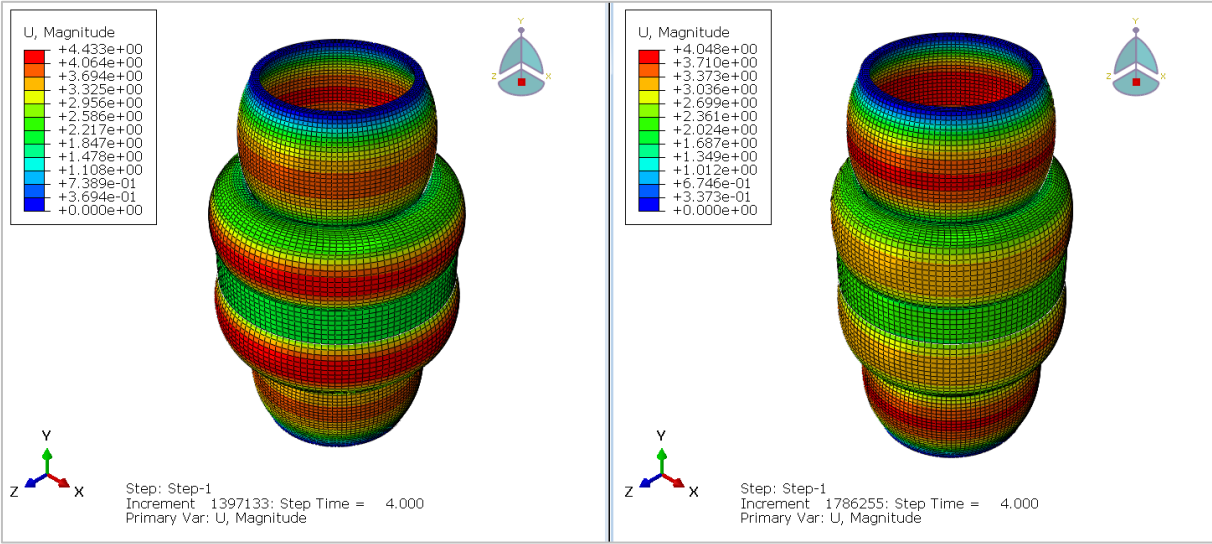 U, Magnitude
+4.433e+00
+4.064e+00
+3.694e+00
+3.325e+00
+2.956e+00
+2.586e+00
+2.217e+00
+1.847e+00
+1.478e+00
+1.108e+00
+7.389e-01
+3.694e-01
+0.000e+00
Y
Z
X
Y
Z
X
Step: Step-1
Increment 1397133: Step Time = 4.000
Primary Var: U, Magnitude
U, Magnitude
+4.048e+00
+3.710e+00
+3.373e+00
+3.036e+00
+2.699e+00
+2.361e+00
+2.024e+00
+1.687e+00
+1.349e+00
+1.012e+00
+6.746e-01
+3.373e-01
+0.000e+00
Y
Z
X
Y
Z
X
Step: Step-1
Increment 1786255: Step Time = 4.000
Primary Var: U, Magnitude